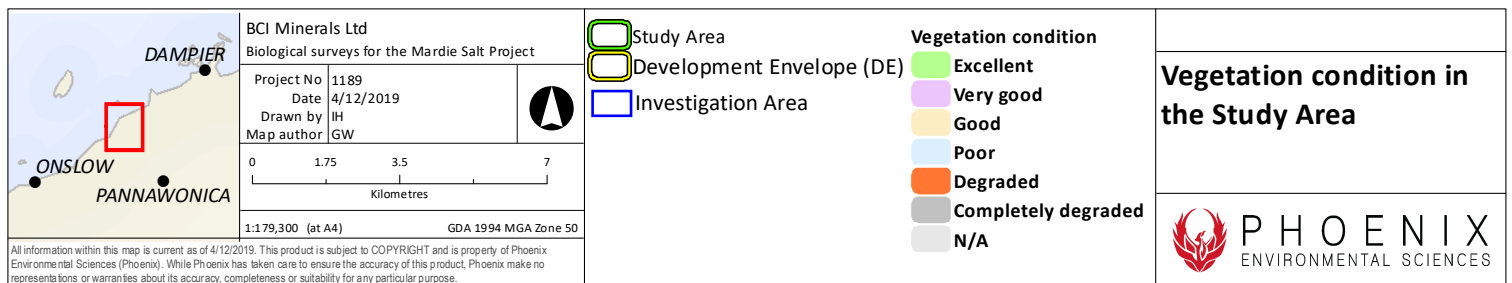 DAMPIER
ONSLOW
PANNAWONICA
BCI Minerals Ltd
Biological surveys for the Mardie Salt Project
Project No 1189
Date 4/12/2019
Drawn by IH
Map author GW
0 1.75 3.5 7
Kilometres
1:179,300 (at A4) GDA 1994 MGA Zone 50
All information within this map is current as of 4/12/2019. This product is subject to COPYRIGHT and is property of Phoenix
Environmental Sciences (Phoenix). While Phoenix has taken care to ensure the accuracy of this product, Phoenix make no
representations or warranties about its accuracy, completeness or suitability for any particular purpose.
Study Area
Development Envelope (DE)
Investigation Area
Vegetation condition
Excellent
Very good
Good
Poor
Degraded
Completely degraded
N/A
Vegetation condition in
the Study Area
PHOENIX
ENVIRONMENTAL SCIENCES